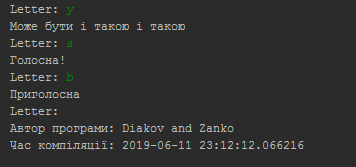 Letter: y
Може бути і такою і такою
Letter: a
Голосна!
Letter: b
Приголосна
Letter:
Автор програми: Diakov and Zanko
Час компіляції: 2019-06-11 23:12:12.066216